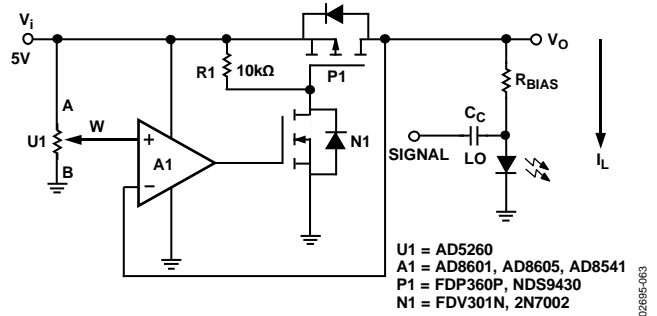 Vi
5V
R1
10kΩ
P1
VO
RBIAS
A
U1
W
B
+
A1
–
N1
CC
SIGNAL
LO
IL
U1 = AD5260
A1 = AD8601, AD8605, AD8541
P1 = FDP360P, NDS9430
N1 = FDV301N, 2N7002
02695-063